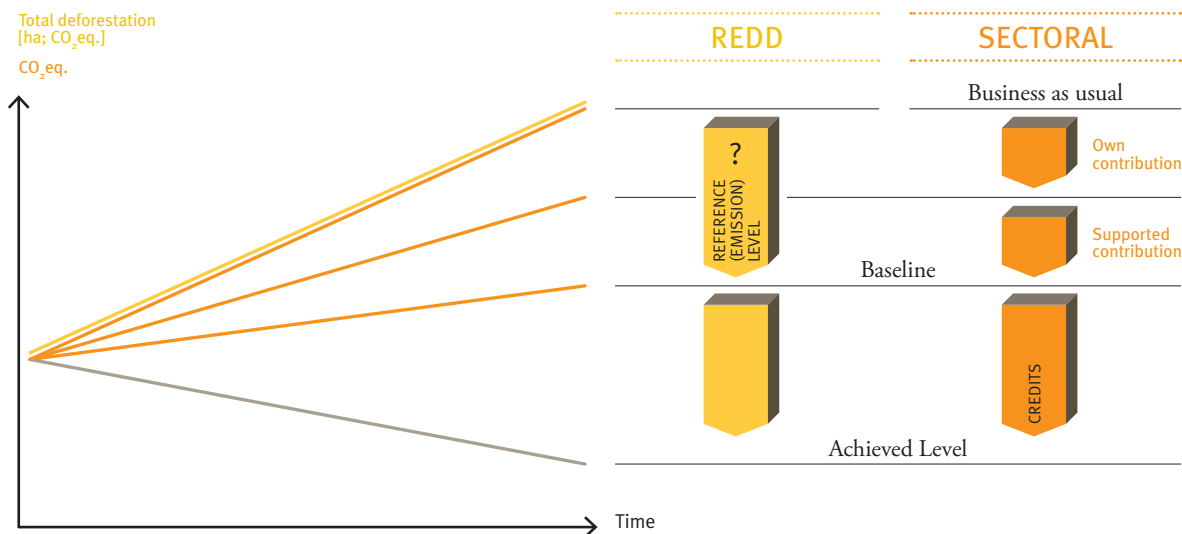 Total deforestation
[ha; CO₂eq.]
CO₂eq.
REDD
SECTORAL
Business as usual
?
REFERENCE
(EMISSION)
LEVEL
Own
contribution
Supported
contribution
Baseline
CREDITS
Achieved Level
Time